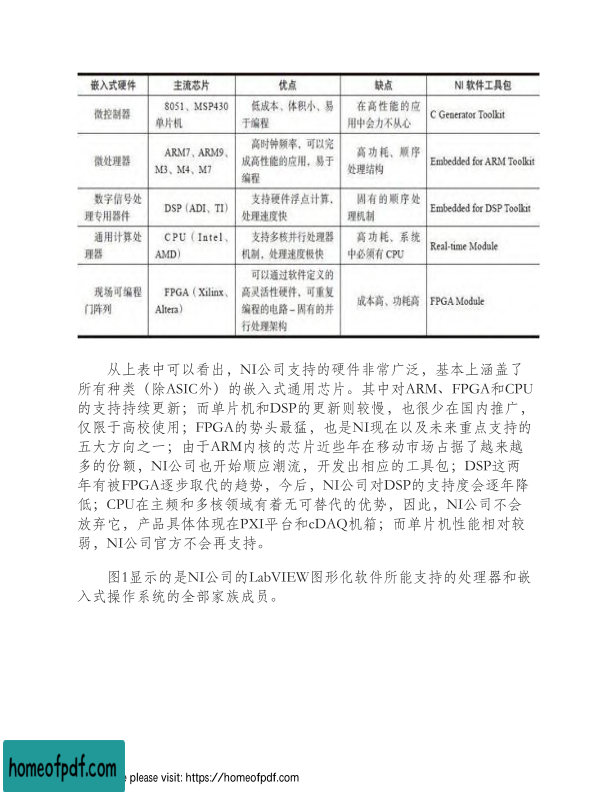 嵌入式硬件 主流芯片 优点 缺点 NI 软件工具包
微控制器 8051、MSP430 单片机 低成本、体积小、易于编程 在高性能的应用中会力不从心 C Generator Toolkit
微处理器 ARM7、ARM9、M3、M4、M7 高时钟频率，可以完成高性能的应用，易于编程 高功耗、顺序处理结构 Embedded for ARM Toolkit
数字信号处理专用器件 DSP（ADI、TI） 支持硬件浮点计算，处理速度快 固有的顺序处理机制 Embedded for DSP Toolkit
通用计算处理器 CPU（Intel、AMD） 支持多核并行处理器机制，处理速度极快 高功耗、系统中必须有 CPU Real-time Module
现场可编程门阵列 FPGA（Xilinx、Altera） 可以通过软件定义的高灵活性硬件，可重复编程的电路－固有的并行处理架构 成本高、功耗高 FPGA Module
从上表中可以看出，NI公司支持的硬件非常广泛，基本上涵盖了
所有种类（除ASIC外）的嵌入式通用芯片。其中对ARM、FPGA和CPU
的支持持续更新；而单片机和DSP的更新则较慢，也很少在国内推广，
仅限于高校使用；FPGA的势头最猛，也是NI现在以及未来重点支持的
五大方向之一；由于ARM内核的芯片近些年在移动市场占据了越来越
多的份额，NI公司也开始顺应潮流，开发出相应的工具包；DSP这两
年有被FPGA逐步取代的趋势，今后，NI公司对DSP的支持度会逐年降
低；CPU在主频和多核领域有着无可替代的优势，因此，NI公司不会
放弃它，产品具体体现在PXI平台和cDAQ机箱；而单片机性能相对较
弱，NI公司官方不会再支持。
图1显示的是NI公司的LabVIEW图形化软件所能支持的处理器和嵌
入式操作系统的全部家族成员。
homeofpdf.com
please visit: https://homeofpdf.com